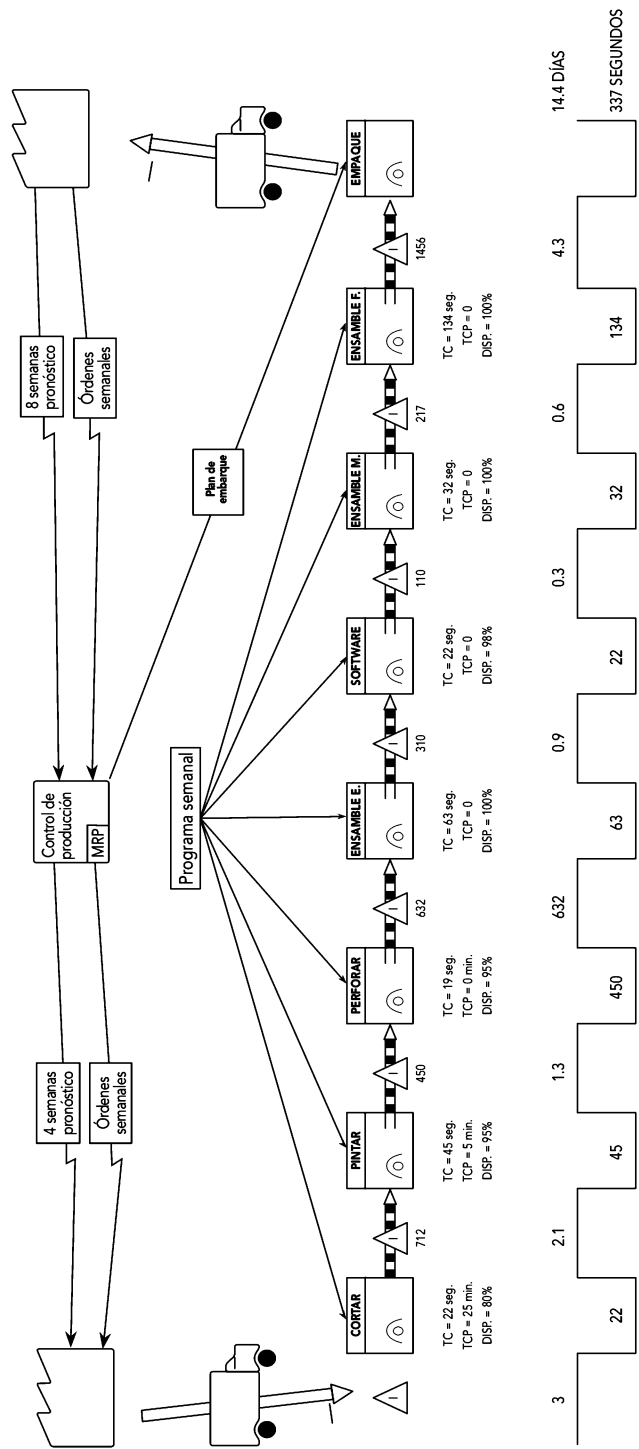 4 semanas
pronóstico
Órdenes
semanales
Control de
producción
MRP
8 semanas
pronóstico
Órdenes
semanales
Programa semanal
Plan de
embarque
CORTAR
PINTAR
PERFORAR
ENSAMBLE E.
SOFTWARE
ENSAMBLE M.
ENSAMBLE F.
EMPAQUE
I
I
I
I
I
I
I
I
712
450
632
310
110
217
1456
TC = 22 seg.
TCP = 25 min.
DISP. = 80%
TC = 45 seg.
TCP = 5 min.
DISP. = 95%
TC = 19 seg.
TCP = 0 min.
DISP. = 95%
TC = 63 seg.
TCP = 0
DISP. = 100%
TC = 22 seg.
TCP = 0
DISP. = 98%
TC = 32 seg.
TCP = 0
DISP. = 100%
TC = 134 seg.
TCP = 0
DISP. = 100%
3
2.1
1.3
632
0.9
0.3
0.6
4.3
14.4 DÍAS
22
45
450
63
22
32
134
337 SEGUNDOS